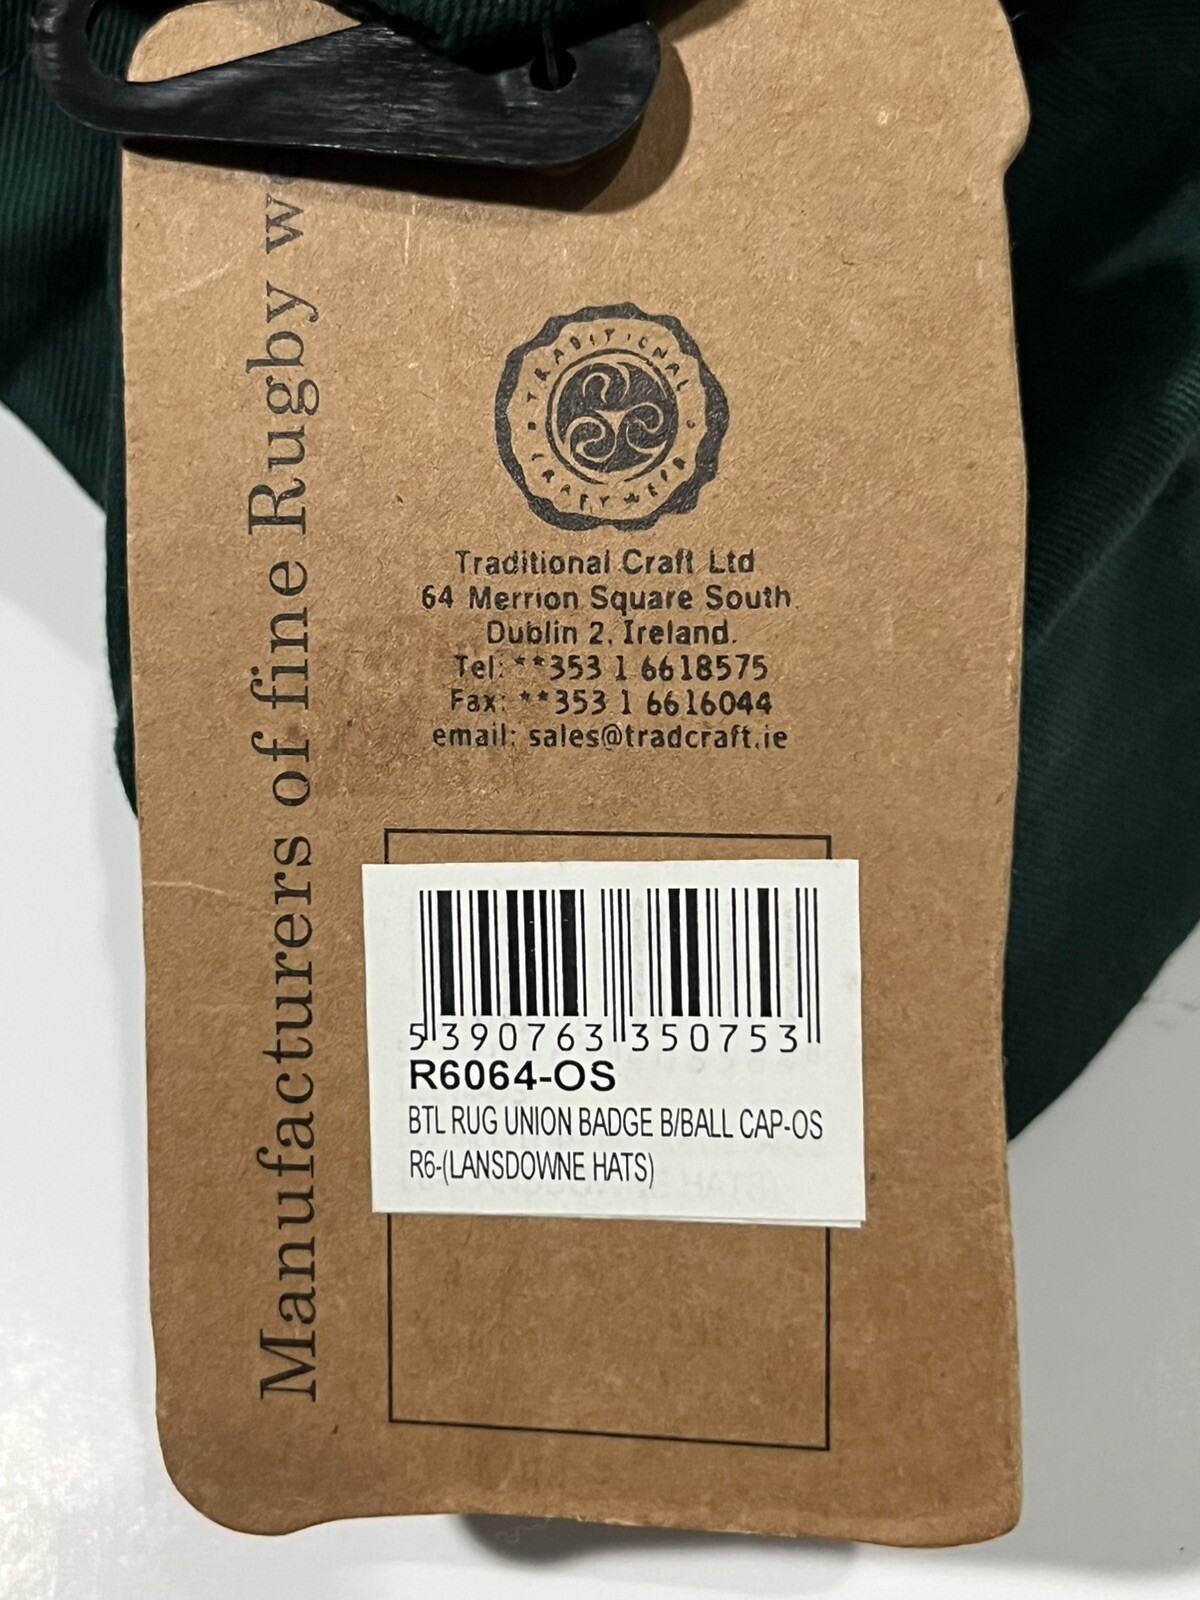 Manufacturers of fine Rugby
TRADITIONAL
CRAFTWEAR
Traditional Craft Ltd
64 Merrion Square South.
Dublin 2, Ireland.
Tel: **353 1 6618575
Fax: **353 1 6616044
email: sales@tradcraft.ie
5 390763 350753
R6064-OS
BTL RUG UNION BADGE B/BALL CAP-OS
R6-(LANSDOWNE HATS)